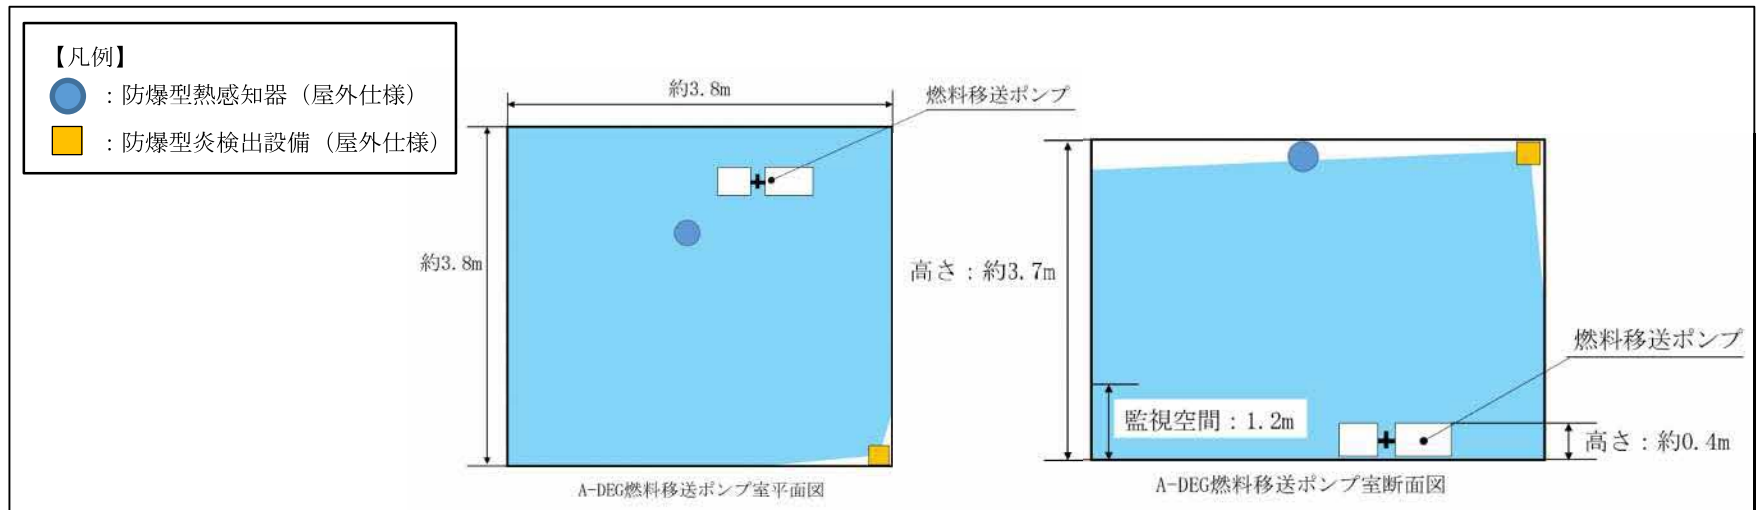 【凡例】
：防爆型熱感知器（屋外仕様）
：防爆型炎検出設備（屋外仕様）
約3.8m
燃料移送ポンプ
約3.8m
A-DEG燃料移送ポンプ室平面図
高さ：約3.7m
燃料移送ポンプ
監視空間：1.2m
高さ：約0.4m
A-DEG燃料移送ポンプ室断面図